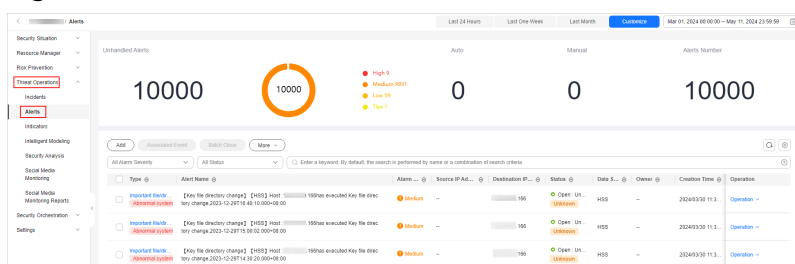 / Alerts
Last 24 Hours Last One Week Last Month Customize Mar 01, 2024 00:00:00 – May 11, 2024 23:59:59
Security Situation
Resource Manager
Risk Prevention
Threat Operations
Incidents
Alerts
Indicators
Intelligent Modeling
Security Analysis
Social Media
Monitoring
Social Media
Monitoring Reports
Security Orchestration
Settings
Unhandled Alerts Auto Manual Alerts Number
10000 10000 0 0 10000
High 9
Medium 9931
Low 59
Tips 1
Add Associated Event Batch Close More
All Alarm Severity All Status Enter a keyword. By default, the search is performed by name or a combination of search criteria.
Type Alert Name Alarm ... Source IP Ad... Destination IP... Status Data S... Owner Creation Time Operation
Important file/dir... 【Key file directory change】 【HSS】 Host : .166has executed Key file direc Medium -- .166 Open | Un... HSS -- 2024/03/30 11:3... Operation
Abnormal system tory change,2023-12-29T16:40:10.000+08:00 Unknown
Important file/dir... 【Key file directory change】 【HSS】 Host : .166has executed Key file direc Medium -- .166 Open | Un... HSS -- 2024/03/30 11:3... Operation
Abnormal system tory change,2023-12-29T15:00:02.000+08:00 Unknown
Important file/dir... 【Key file directory change】 【HSS】 Host : .166has executed Key file direc Medium -- 166 Open | Un... HSS -- 2024/03/30 11:3... Operation
Abnormal system tory change,2023-12-29T14:30:20.000+08:00 Unknown